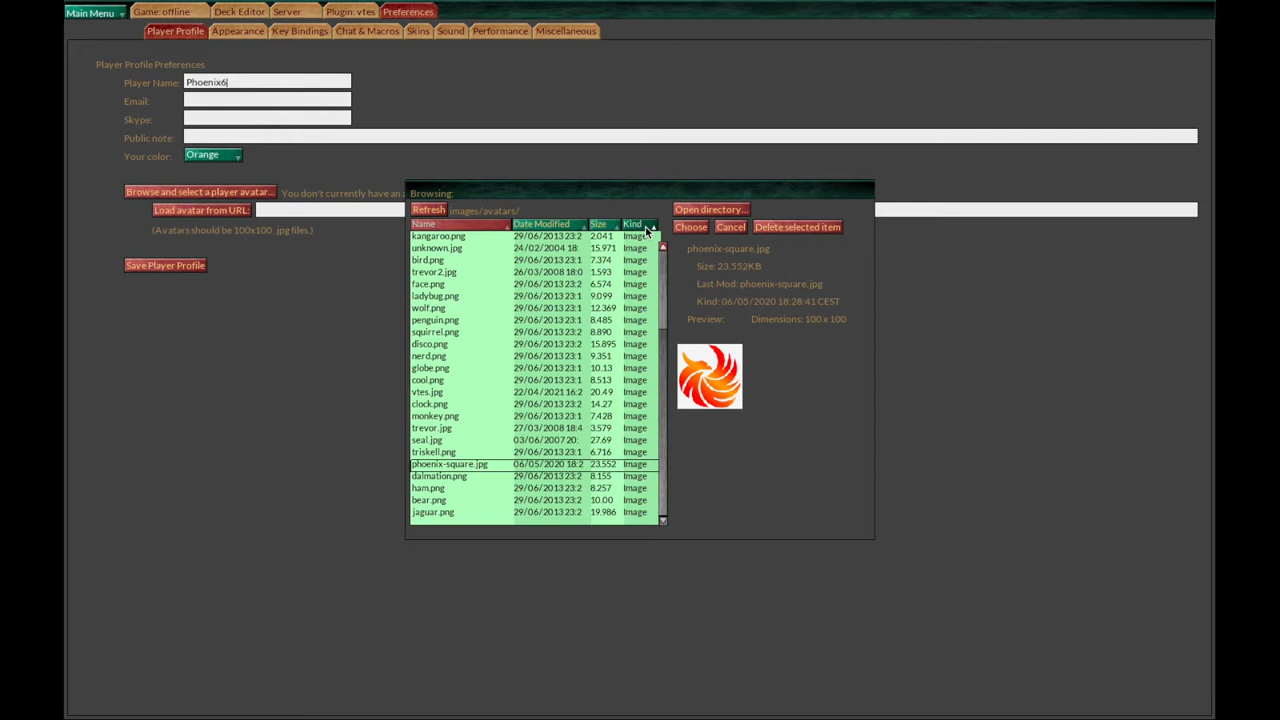 Main Menu Game: offline Deck Editor Server Plugin: vtes Preferences
Player Profile Appearance Key Bindings Chat & Macros Skins Sound Performance Miscellaneous
Player Profile Preferences
Player Name: Phoenix6
Email:
Skype:
Public note:
Your color: Orange
Browse and select a player avatar... You don't currently have an a
Load avatar from URL:
(Avatars should be 100x100 .jpg files.)
Save Player Profile
Browsing:
Refresh images/avatars/ Open directory...
Name Date Modified Size Kind Choose Cancel Delete selected item
kangaroo.png 29/06/2013 23:2 2.041 Image
unknown.jpg 24/02/2004 18: 15.971 Image
bird.png 29/06/2013 23:1 7.374 Image
trevor2.jpg 26/03/2008 18:0 1.593 Image
face.png 29/06/2013 23:2 6.574 Image
ladybug.png 29/06/2013 23:1 9.099 Image
wolf.png 29/06/2013 23:1 12.369 Image
penguin.png 29/06/2013 23:1 8.485 Image
squirrel.png 29/06/2013 23:2 8.890 Image
disco.png 29/06/2013 23:2 15.895 Image
nerd.png 29/06/2013 23:1 9.351 Image
globe.png 29/06/2013 23:1 10.13 Image
cool.png 29/06/2013 23:1 8.513 Image
vtes.jpg 22/04/2021 16:2 20.49 Image
clock.png 29/06/2013 23:2 14.27 Image
monkey.png 29/06/2013 23:1 7.428 Image
trevor.jpg 27/03/2008 18:4 3.579 Image
seal.jpg 03/06/2007 20: 27.69 Image
triskell.png 29/06/2013 23:1 6.716 Image
phoenix-square.jpg 06/05/2020 18:2 23.552 Image
dalmation.png 29/06/2013 23:2 8.155 Image
ham.png 29/06/2013 23:2 8.257 Image
bear.png 29/06/2013 23:2 10.00 Image
jaguar.png 29/06/2013 23:2 19.986 Image
phoenix-square.jpg
Size: 23.552KB
Last Mod: phoenix-square.jpg
Kind: 06/05/2020 18:28:41 CEST
Preview: Dimensions: 100 x 100